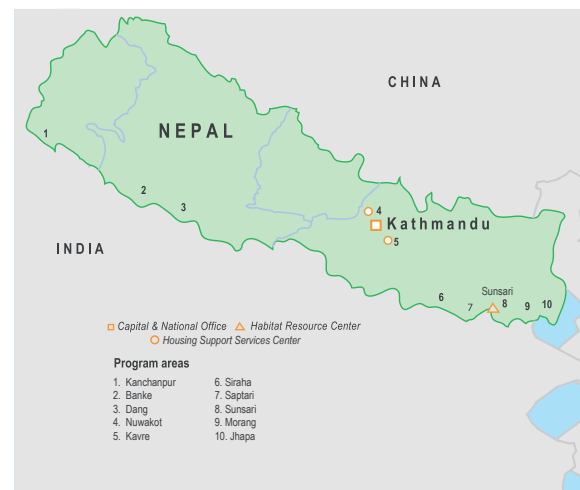 CHINA
NEPAL
1
2
3
4
Kathmandu
5
INDIA
Sunsari
6
7
8
9
10
Capital & National Office
Habitat Resource Center
Housing Support Services Center
Program areas
1. Kanchanpur
2. Banke
3. Dang
4. Nuwakot
5. Kavre
6. Siraha
7. Saptari
8. Sunsari
9. Morang
10. Jhapa